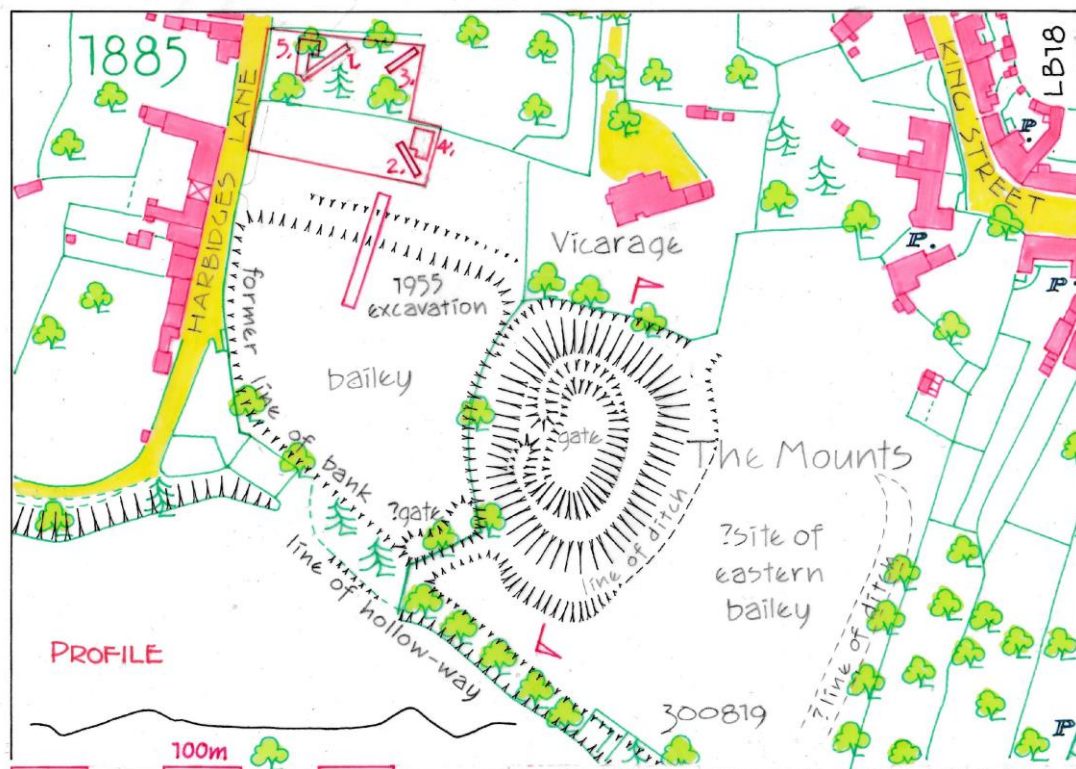 1885
5.
1.
3.
4.
2.
HARBIDGES LANE
KING STREET
LB18
P.
P.
P.
Vicarage
1955
excavation
former line of bank
bailey
gate
The Mounts
?gate
line of ditch
?site of
eastern
bailey
line of hollow-way
?line of ditch
PROFILE
300819
P
100m